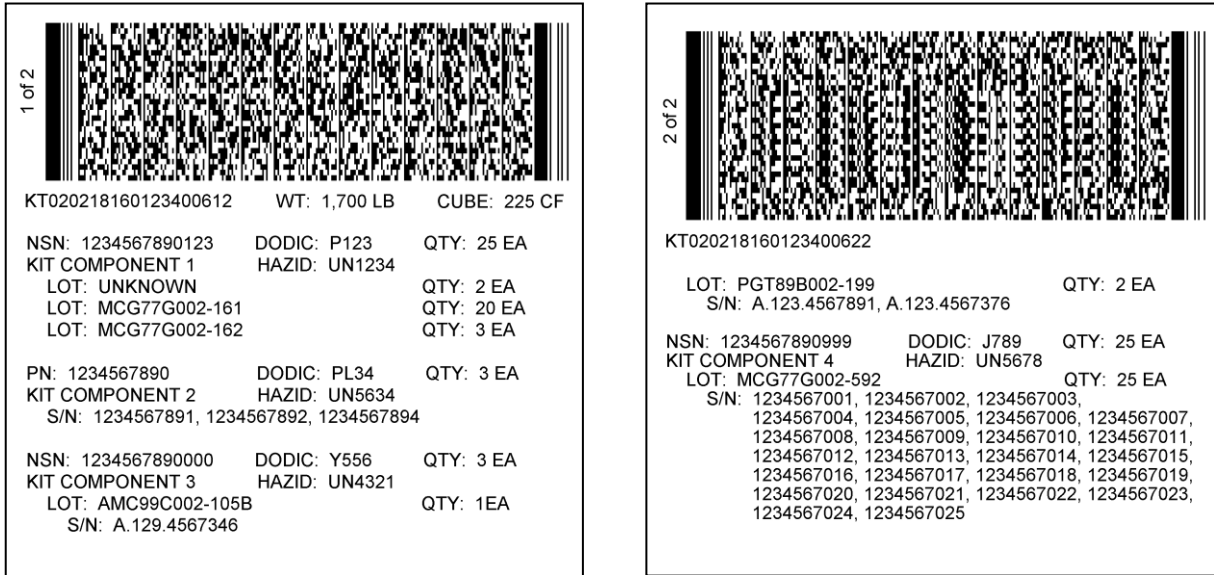 1 of 2
KT020218160123400612 WT: 1,700 LB CUBE: 225 CF
NSN: 1234567890123 DODIC: P123 QTY: 25 EA
KIT COMPONENT 1 HAZID: UN1234
LOT: UNKNOWN QTY: 2 EA
LOT: MCG77G002-161 QTY: 20 EA
LOT: MCG77G002-162 QTY: 3 EA
PN: 1234567890 DODIC: PL34 QTY: 3 EA
KIT COMPONENT 2 HAZID: UN5634
S/N: 1234567891, 1234567892, 1234567894
NSN: 1234567890000 DODIC: Y556 QTY: 3 EA
KIT COMPONENT 3 HAZID: UN4321
LOT: AMC99C002-105B QTY: 1EA
S/N: A.129.4567346
2 of 2
KT020218160123400622
LOT: PGT89B002-199 QTY: 2 EA
S/N: A.123.4567891, A.123.4567376
NSN: 1234567890999 DODIC: J789 QTY: 25 EA
KIT COMPONENT 4 HAZID: UN5678
LOT: MCG77G002-592 QTY: 25 EA
S/N: 1234567001, 1234567002, 1234567003,
1234567004, 1234567005, 1234567006, 1234567007,
1234567008, 1234567009, 1234567010, 1234567011,
1234567012, 1234567013, 1234567014, 1234567015,
1234567016, 1234567017, 1234567018, 1234567019,
1234567020, 1234567021, 1234567022, 1234567023,
1234567024, 1234567025